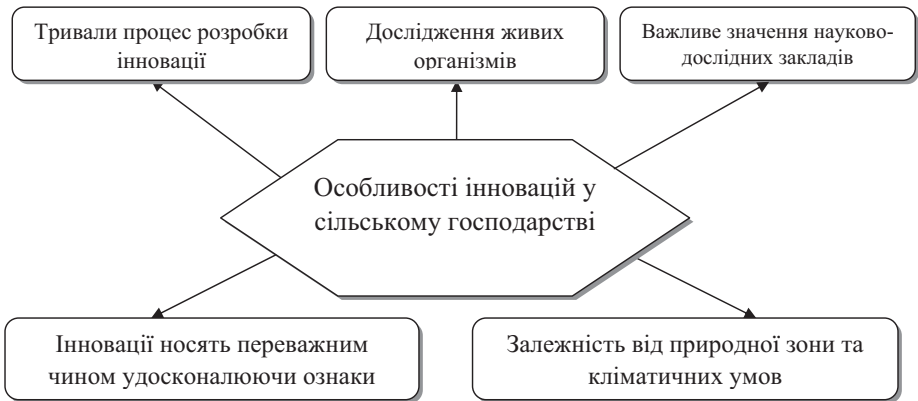 Тривали процес розробки
інновації
Дослідження живих
організмів
Важливе значення науково-
дослідних закладів
Особливості інновацій у
сільському господарстві
Інновації носять переважним
чином удосконалюючи ознаки
Залежність від природної зони та
кліматичних умов